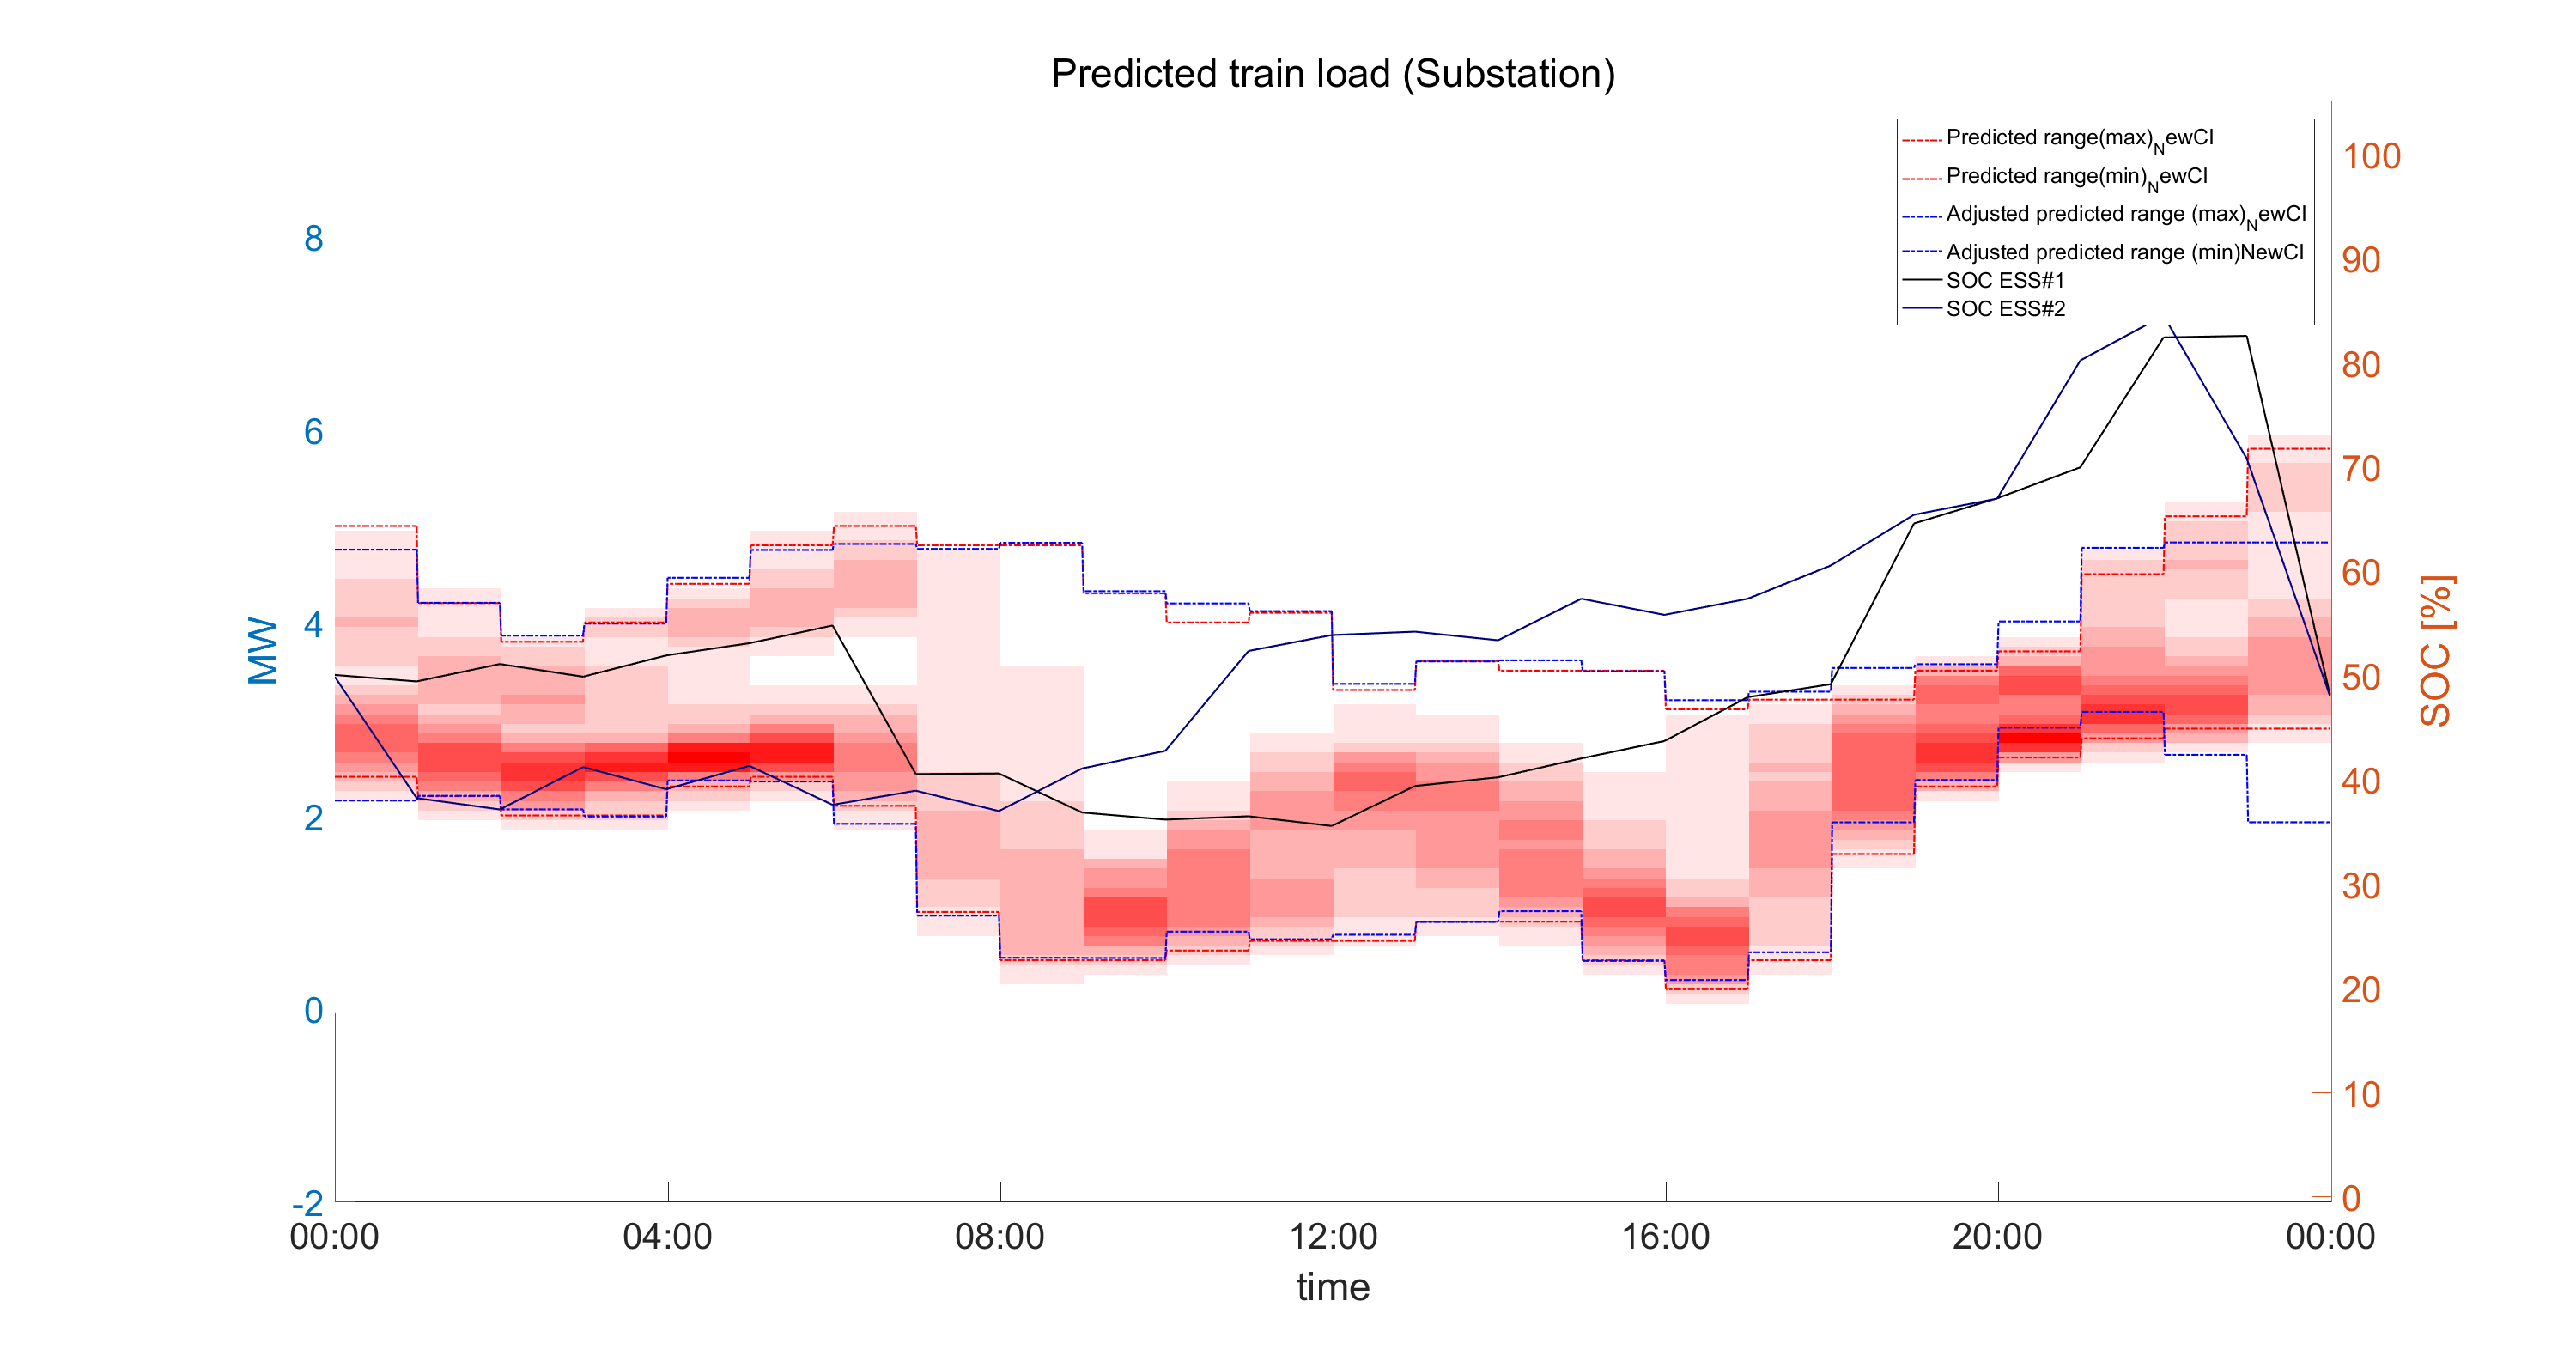 Predicted train load (Substation)
Predicted range(max)NewCI
Predicted range(min)NewCI
Adjusted predicted range (max)NewCI
Adjusted predicted range (min)NewCI
SOC ESS#1
SOC ESS#2
MW
8
6
4
2
0
-2
100
90
80
70
60
50
40
30
20
10
0
SOC [%]
00:00 04:00 08:00 12:00 16:00 20:00 00:00
time